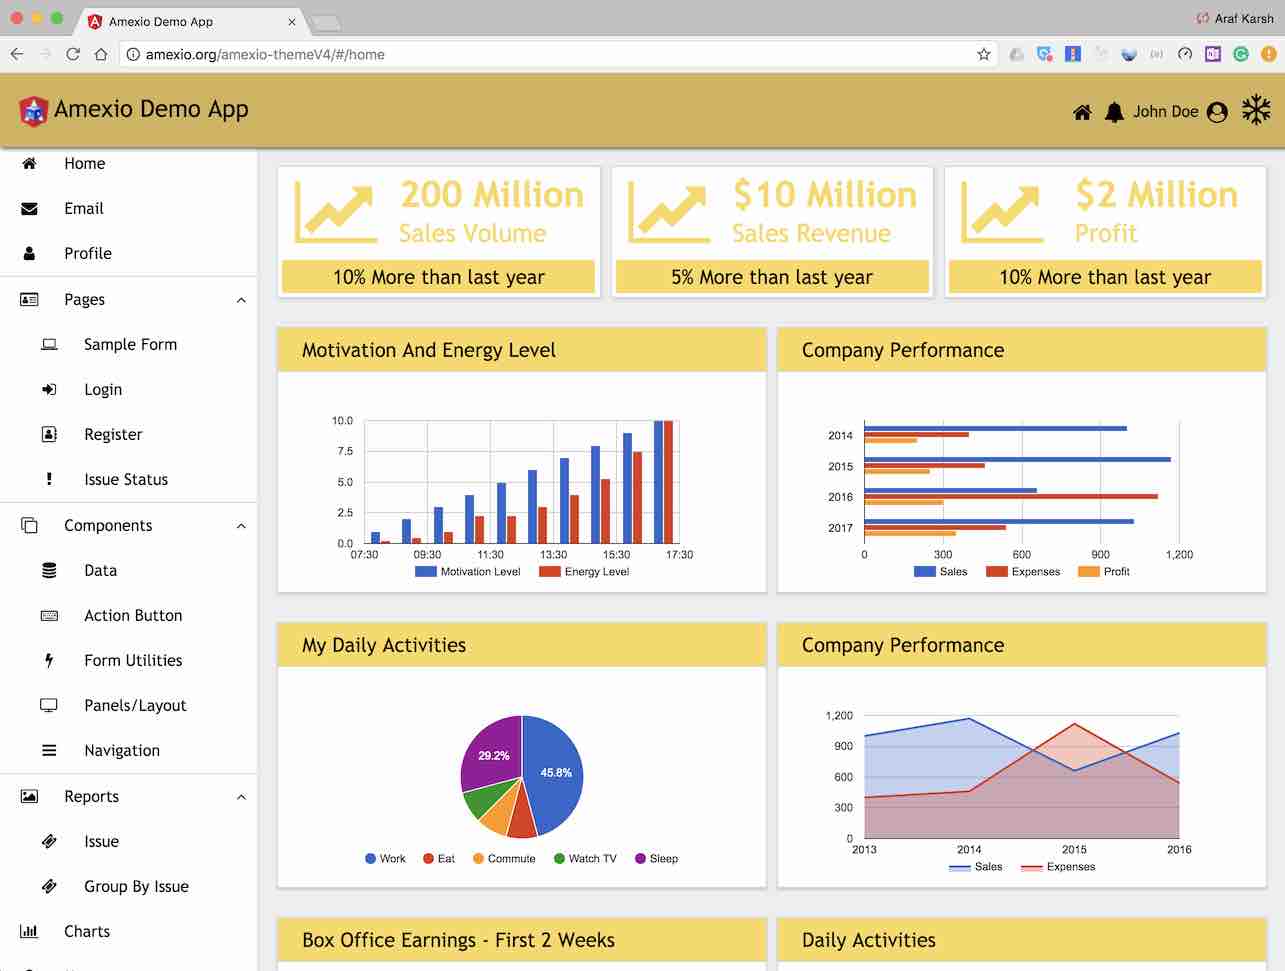 Amexio Demo App
Araf Karsh
amexio.org/amexio-themeV4/#/home
Amexio Demo App
John Doe
Home
Email
Profile
Pages
Sample Form
Login
Register
Issue Status
Components
Data
Action Button
Form Utilities
Panels/Layout
Navigation
Reports
Issue
Group By Issue
Charts
200 Million
Sales Volume
10% More than last year
$10 Million
Sales Revenue
5% More than last year
$2 Million
Profit
10% More than last year
Motivation And Energy Level
10.0
7.5
5.0
2.5
0.0
07:30 09:30 11:30 13:30 15:30 17:30
Motivation Level Energy Level
Company Performance
2014
2015
2016
2017
0 300 600 900 1,200
Sales Expenses Profit
My Daily Activities
29.2%
45.8%
Work Eat Commute Watch TV Sleep
Company Performance
1,200
900
600
300
0
2013 2014 2015 2016
Sales Expenses
Box Office Earnings - First 2 Weeks
Daily Activities